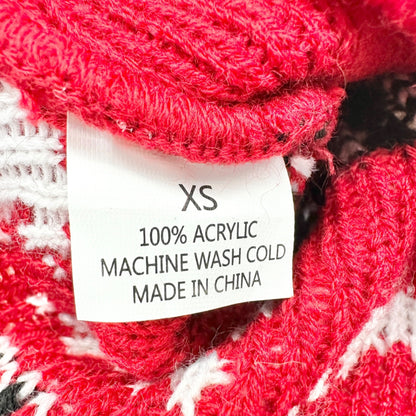 XS
100% ACRYLIC
MACHINE WASH COLD
MADE IN CHINA